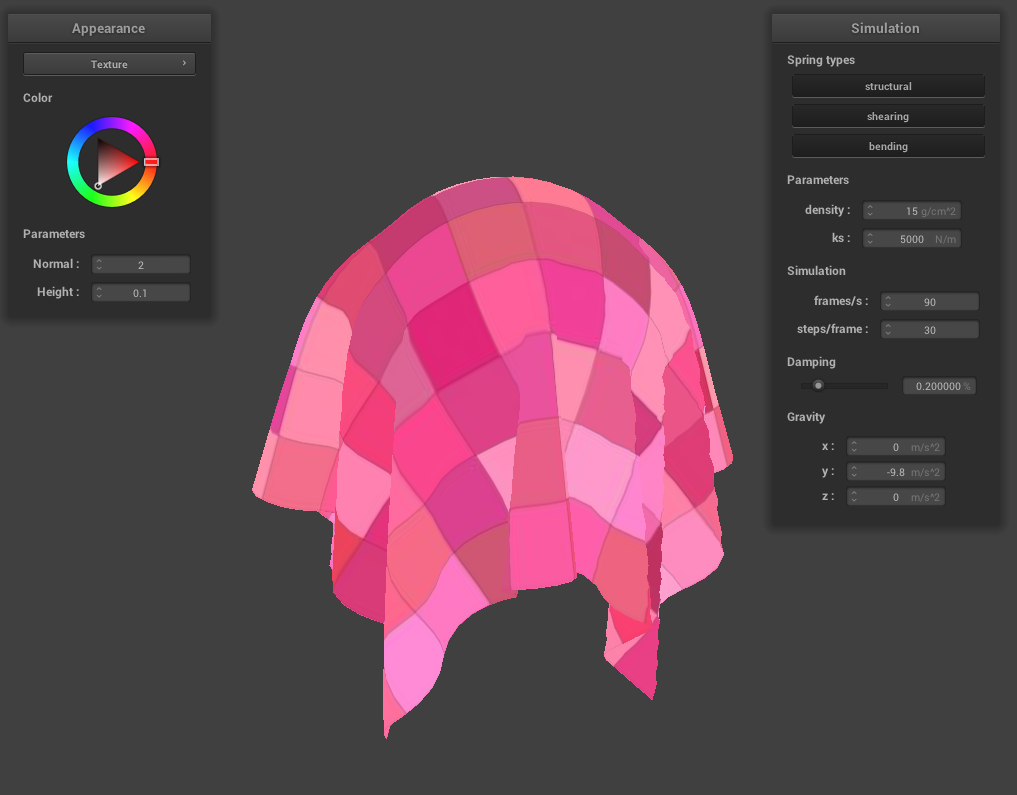 Appearance
Texture ›
Color
Parameters
Normal : 2
Height : 0.1
Simulation
Spring types
structural
shearing
bending
Parameters
density : 15 g/cm^2
ks : 5000 N/m
Simulation
frames/s : 90
steps/frame : 30
Damping
0.200000 %
Gravity
x : 0 m/s^2
y : -9.8 m/s^2
z : 0 m/s^2